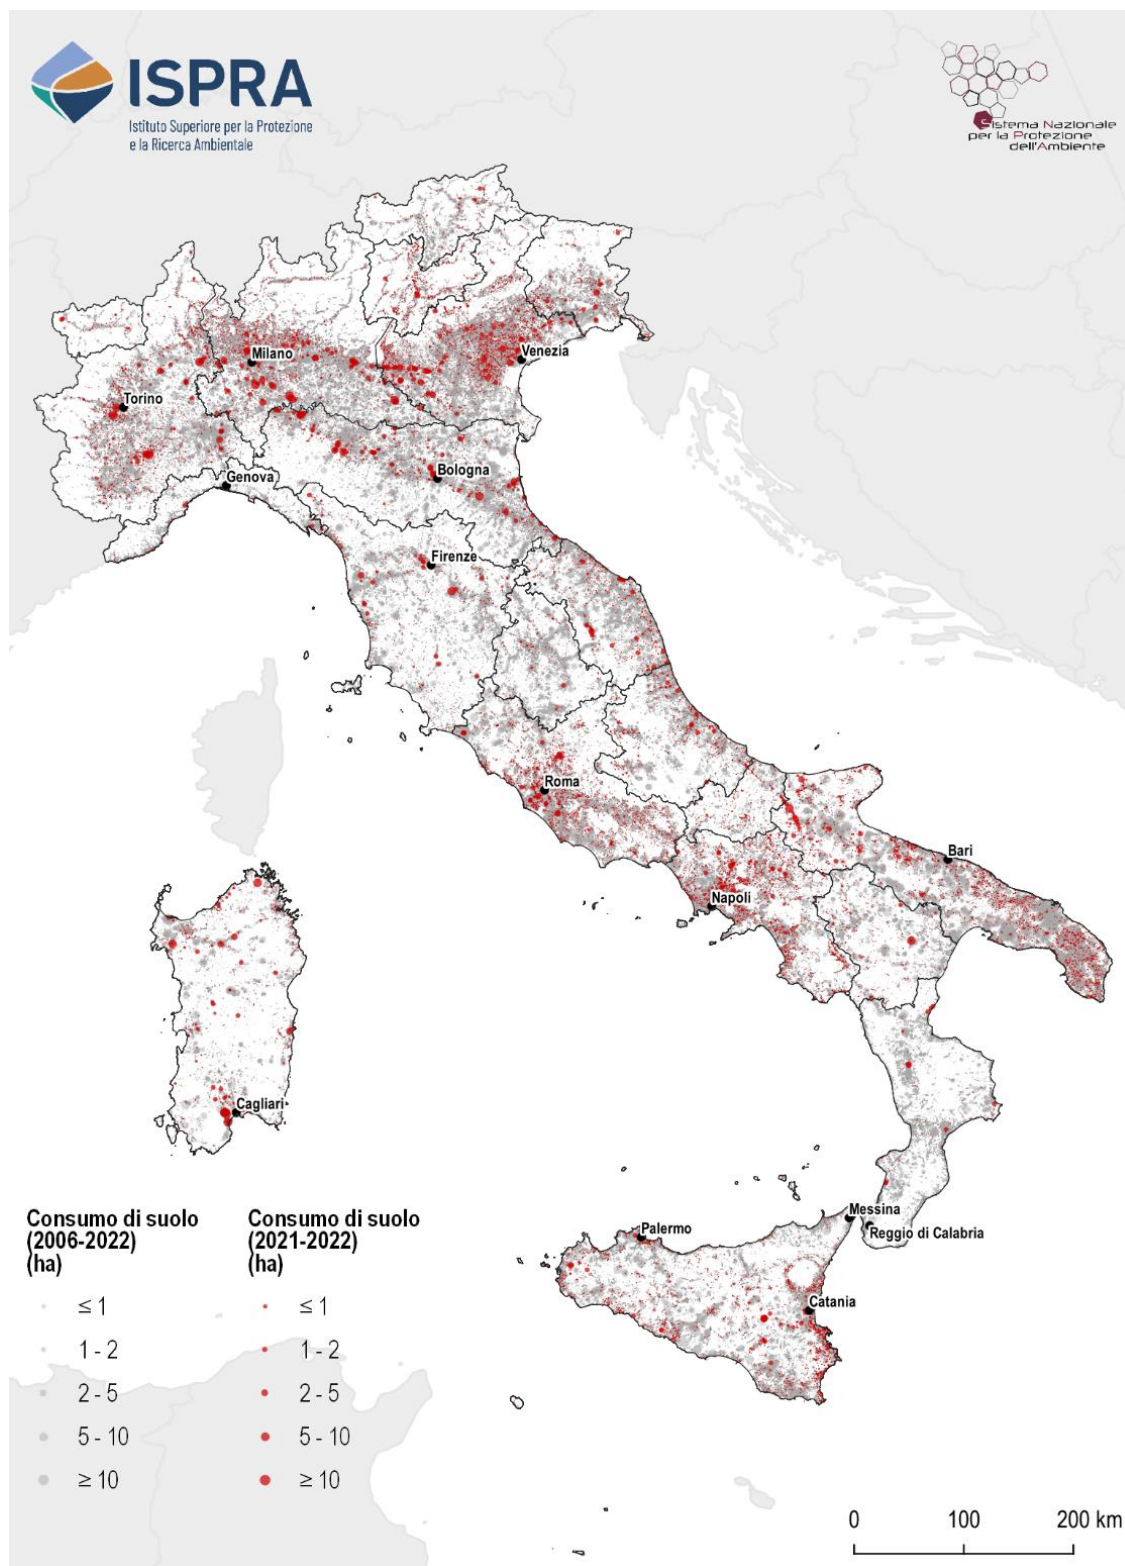 ISPRA
Istituto Superiore per la Protezione
e la Ricerca Ambientale
Sistema Nazionale
per la Protezione
dell'Ambiente
Milano
Venezia
Torino
Bologna
Genova
Firenze
Roma
Bari
Napoli
Cagliari
Messina
Reggio di Calabria
Palermo
Catania
Consumo di suolo
(2006-2022)
(ha)
≤ 1
1 - 2
2 - 5
5 - 10
≥ 10
Consumo di suolo
(2021-2022)
(ha)
≤ 1
1 - 2
2 - 5
5 - 10
≥ 10
0 100 200 km